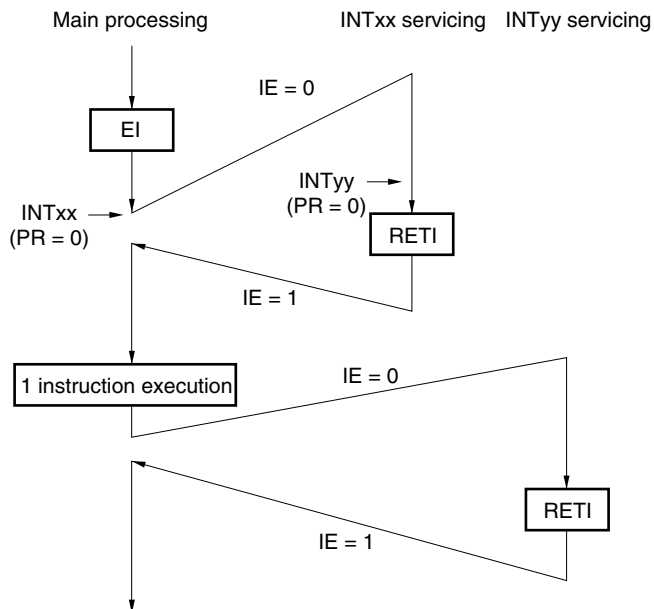 Main processing
INTxx servicing
INTyy servicing
IE = 0
EI
INTyy
(PR = 0)
INTxx
(PR = 0)
RETI
IE = 1
1 instruction execution
IE = 0
RETI
IE = 1